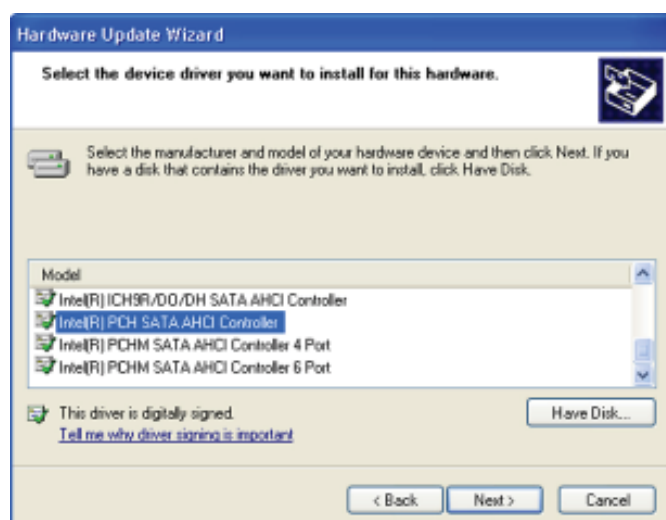 Hardware Update Wizard
Select the device driver you want to install for this hardware.
Select the manufacturer and model of your hardware device and then click Next. If you
have a disk that contains the driver you want to install, click Have Disk.
Model
Intel(R) ICH9R/DO/DH SATA AHCI Controller
Intel(R) PCH SATA AHCI Controller
Intel(R) PCHM SATA AHCI Controller 4 Port
Intel(R) PCHM SATA AHCI Controller 6 Port
This driver is digitally signed.
Have Disk...
Tell me why driver signing is important
< Back
Next >
Cancel